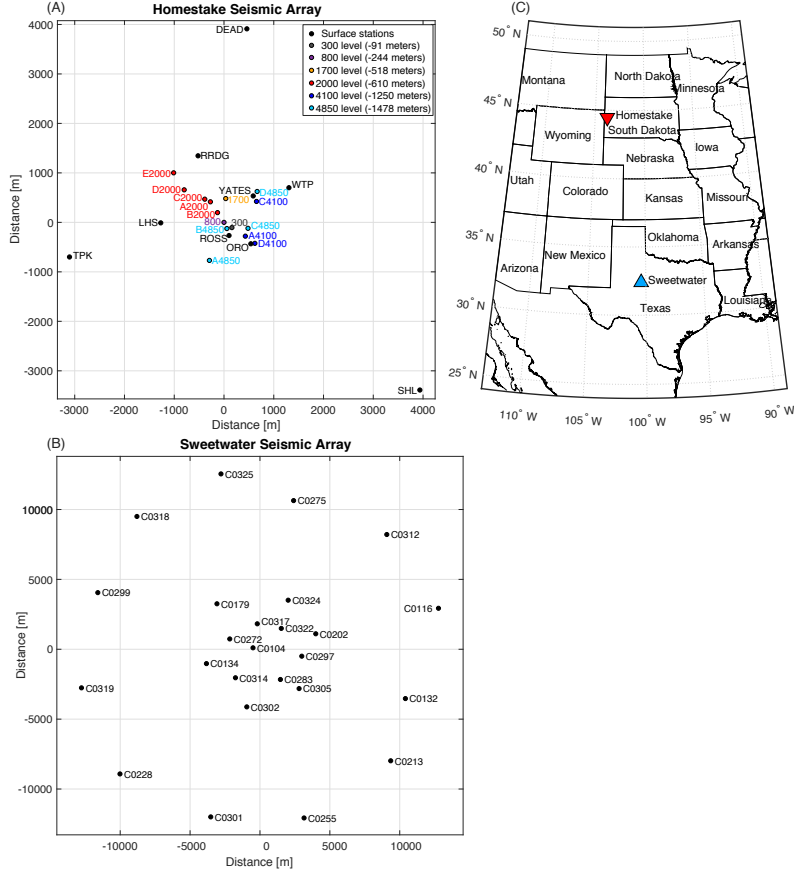 (A)
Homestake Seismic Array
DEAD
Surface stations
300 level (-91 meters)
800 level (-244 meters)
1700 level (-518 meters)
2000 level (-610 meters)
4100 level (-1250 meters)
4850 level (-1478 meters)
RRDG
E2000
D2000
YATES
D4850
WTP
C2000
1700
C4100
A2000
B2000
LHS
800
300
B4850
C4850
ROSS
A4100
ORO
D4100
TPK
A4850
SHL
4000
3000
2000
1000
0
-1000
-2000
-3000
Distance [m]
-3000
-2000
-1000
0
1000
2000
3000
4000
Distance [m]
(C)
50° N
45° N
40° N
35° N
30° N
25° N
Montana
North Dakota
Minnesota
Homestake
South Dakota
Wyoming
Iowa
Nebraska
Utah
Colorado
Kansas
Missouri
Oklahoma
Arkansas
New Mexico
Arizona
Sweetwater
Texas
Louisiana
110° W
105° W
100° W
95° W
90° W
(B)
Sweetwater Seismic Array
C0325
C0275
C0318
C0312
C0299
C0179
C0324
C0116
C0317
C0322
C0202
C0272
C0104
C0297
C0134
C0314
C0283
C0305
C0319
C0132
C0302
C0213
C0228
C0301
C0255
10000
5000
0
-5000
-10000
Distance [m]
-10000
-5000
0
5000
10000
Distance [m]